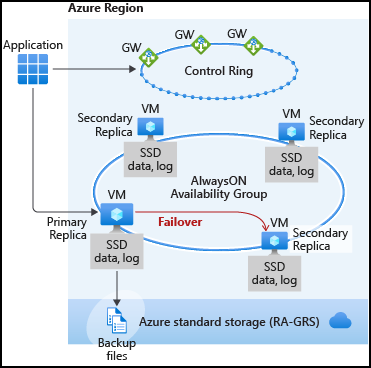 Azure Region
Application
GW
GW
GW
Control Ring
Secondary
Replica
VM
SSD
data, log
VM
Secondary
Replica
SSD
data, log
AlwaysON
Availability Group
VM
Primary
Replica
Failover
SSD
data, log
VM
Secondary
Replica
SSD
data, log
Azure standard storage (RA-GRS)
Backup
files